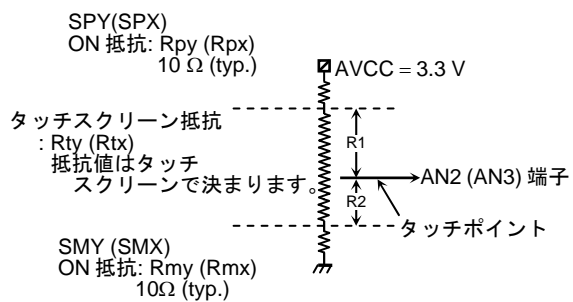 SPY(SPX)
ON 抵抗: Rpy (Rpx)
10 Ω (typ.)
AVCC = 3.3 V
タッチスクリーン抵抗
: Rty (Rtx)
抵抗値はタッチ
スクリーンで決まります。
R1
AN2 (AN3) 端子
R2
タッチポイント
SMY (SMX)
ON 抵抗: Rmy (Rmx)
10Ω (typ.)